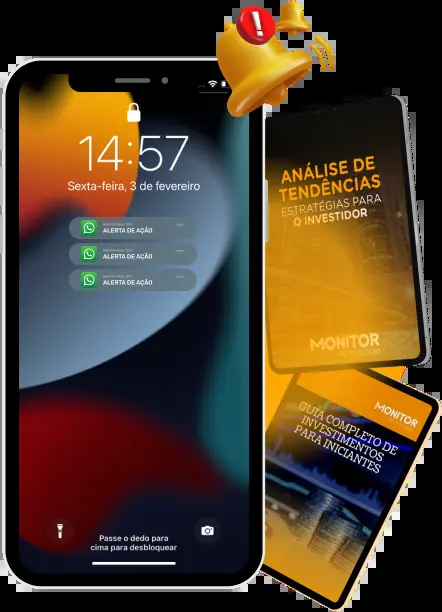 14:57
Sexta-feira, 3 de fevereiro
ALERTA DE AÇÃO
ALERTA DE AÇÃO
ALERTA DE AÇÃO
Passe o dedo para
cima para desbloquear
ANÁLISE DE
TENDÊNCIAS
ESTRATÉGIAS PARA
O INVESTIDOR
MONITOR
MONITOR
GUIA COMPLETO DE
INVESTIMENTOS
PARA INICIANTES